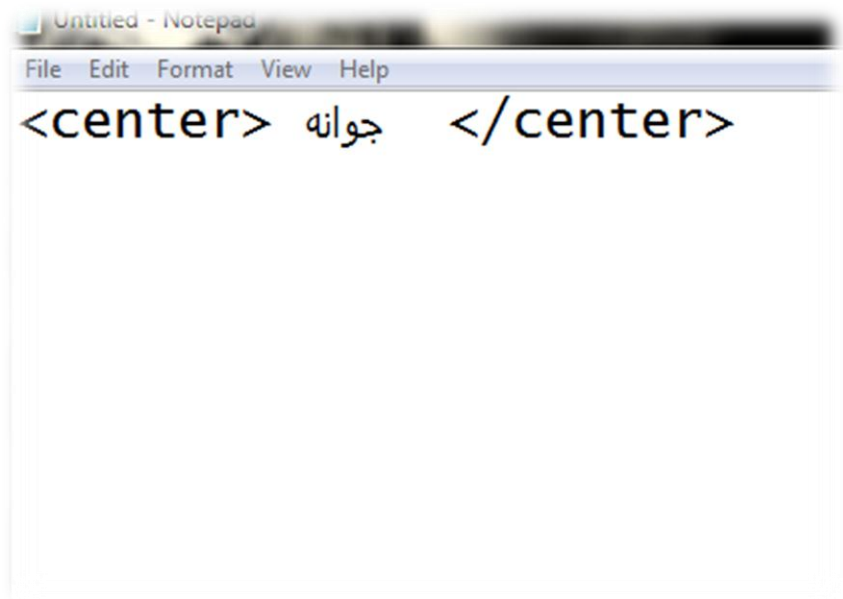 Untitled - Notepad
File Edit Format View Help
<center> جوانه </center>